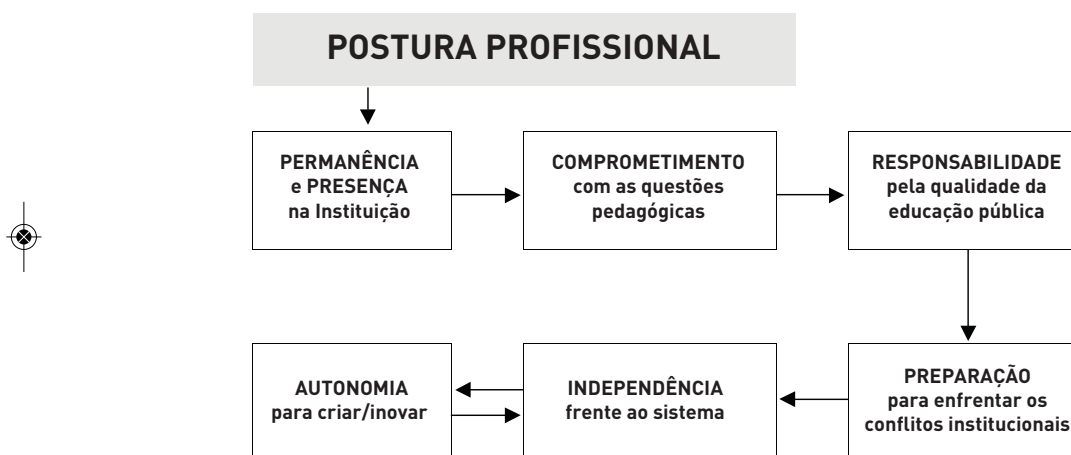 POSTURA PROFISSIONAL
PERMANÊNCIA
e PRESENÇA
na Instituição
COMPROMETIMENTO
com as questões
pedagógicas
RESPONSABILIDADE
pela qualidade da
educação pública
AUTONOMIA
para criar/inovar
INDEPENDÊNCIA
frente ao sistema
PREPARAÇÃO
para enfrentar os
conflitos institucionais